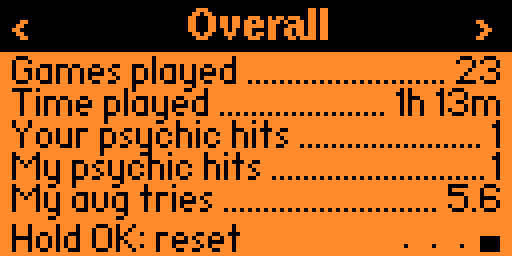 < Overall >
Games played ........................ 23
Time played .................... 1h 13m
Your psychic hits ...................... 1
My psychic hits .......................... 1
My avg tries .......................... 5.6
Hold OK: reset . . . ■